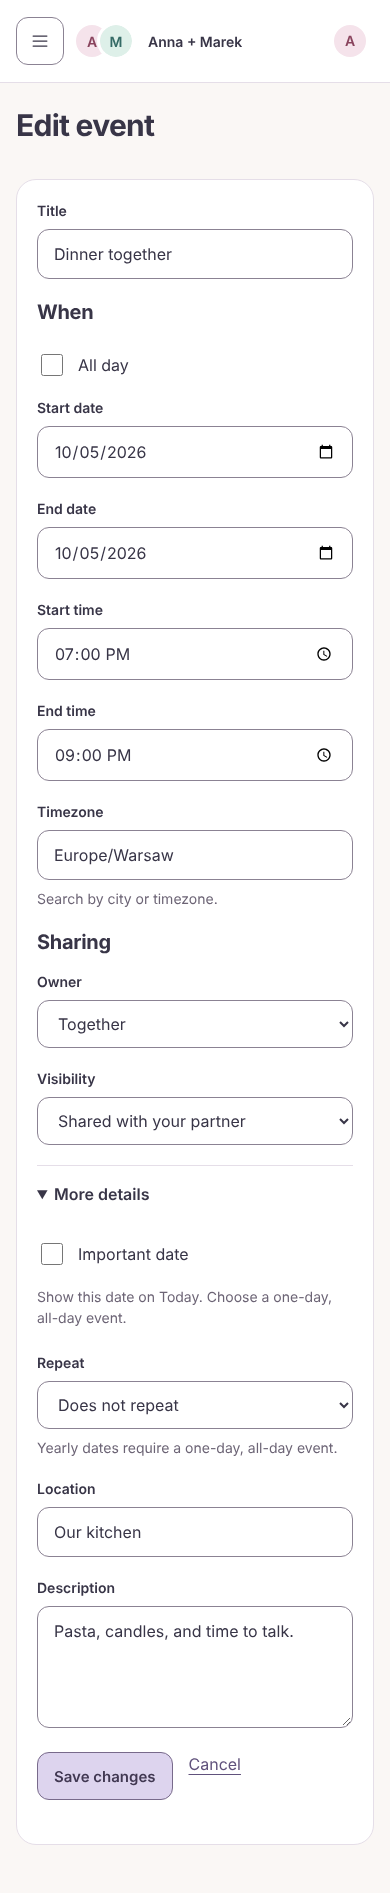 A M Anna + Marek A
Edit event
Title
Dinner together
When
All day
Start date
10/05/2026
End date
10/05/2026
Start time
07:00 PM
End time
09:00 PM
Timezone
Europe/Warsaw
Search by city or timezone.
Sharing
Owner
Together
Visibility
Shared with your partner
More details
Important date
Show this date on Today. Choose a one-day,
all-day event.
Repeat
Does not repeat
Yearly dates require a one-day, all-day event.
Location
Our kitchen
Description
Pasta, candles, and time to talk.
Save changes Cancel